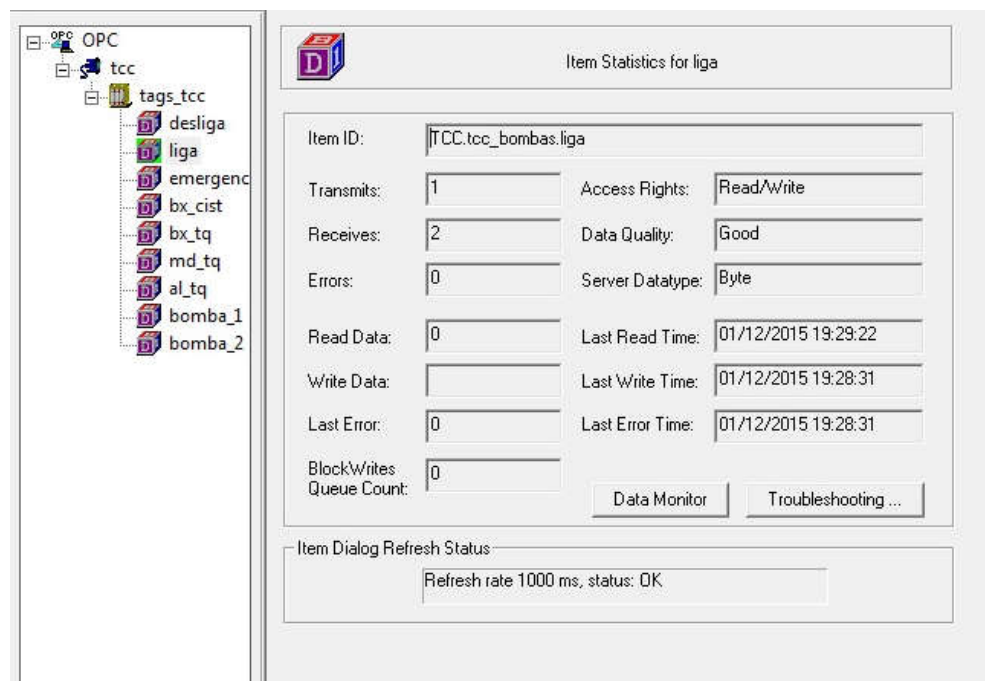 OPC
tcc
tags_tcc
desliga
liga
emergenc
bx_cist
bx_tq
md_tq
al_tq
bomba_1
bomba_2
Item Statistics for liga
Item ID: TCC.tcc_bombas.liga
Transmits: 1 Access Rights: Read/Write
Receives: 2 Data Quality: Good
Errors: 0 Server Datatype: Byte
Read Data: 0 Last Read Time: 01/12/2015 19:29:22
Write Data: Last Write Time: 01/12/2015 19:28:31
Last Error: 0 Last Error Time: 01/12/2015 19:28:31
BlockWrites
Queue Count: 0
Data Monitor Troubleshooting ...
Item Dialog Refresh Status
Refresh rate 1000 ms, status: OK